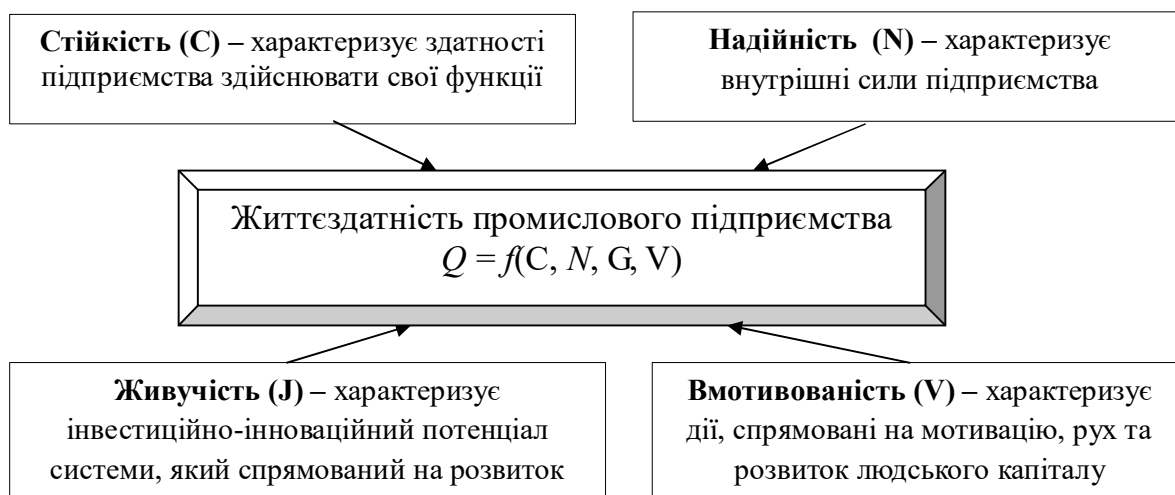 Стійкість (С) – характеризує здатності
підприємства здійснювати свої функції
Надійність (N) – характеризує
внутрішні сили підприємства
Життєздатність промислового підприємства
Q = f(С, N, G, V)
Живучість (J) – характеризує
інвестиційно-інноваційний потенціал
системи, який спрямований на розвиток
Вмотивованість (V) – характеризує
дії, спрямовані на мотивацію, рух та
розвиток людського капіталу